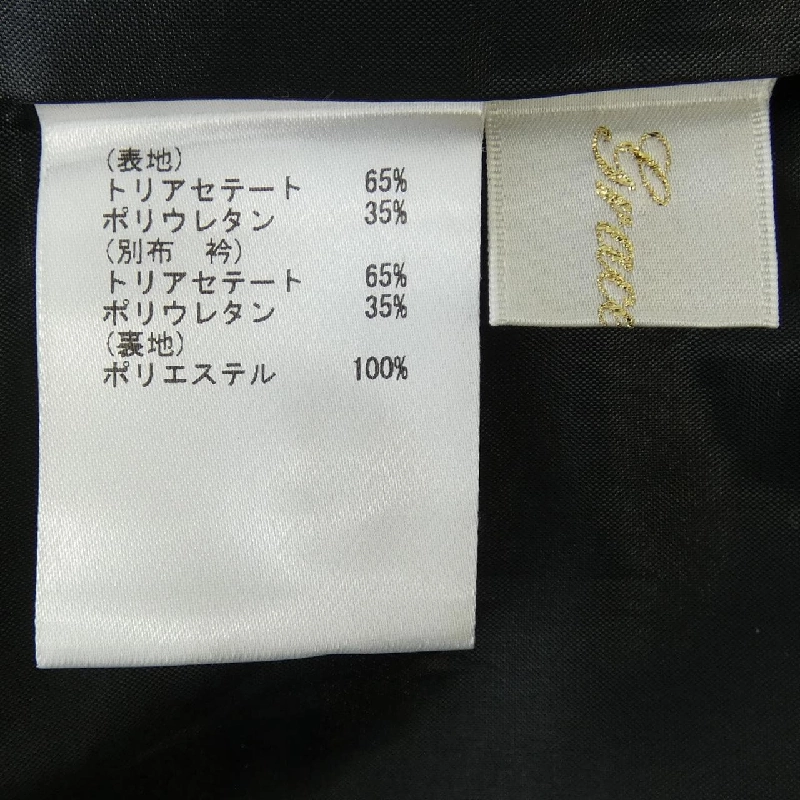 (表地)
トリアセテート 65%
ポリウレタン 35%
(別布　衿)
トリアセテート 65%
ポリウレタン 35%
(裏地)
ポリエステル 100%